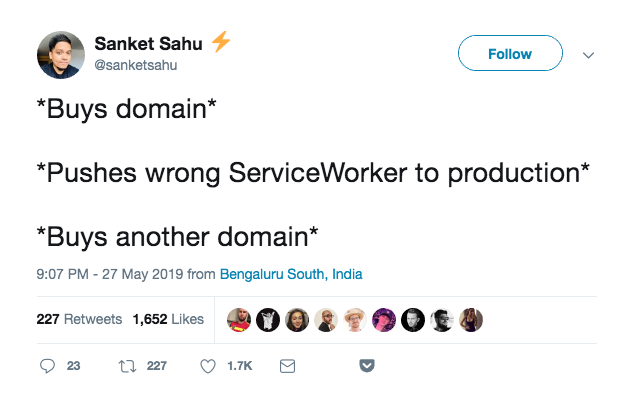 Sanket Sahu ⚡
@sanketsahu
Follow
*Buys domain*
*Pushes wrong ServiceWorker to production*
*Buys another domain*
9:07 PM - 27 May 2019 from Bengaluru South, India
227 Retweets 1,652 Likes
23 227 1.7K